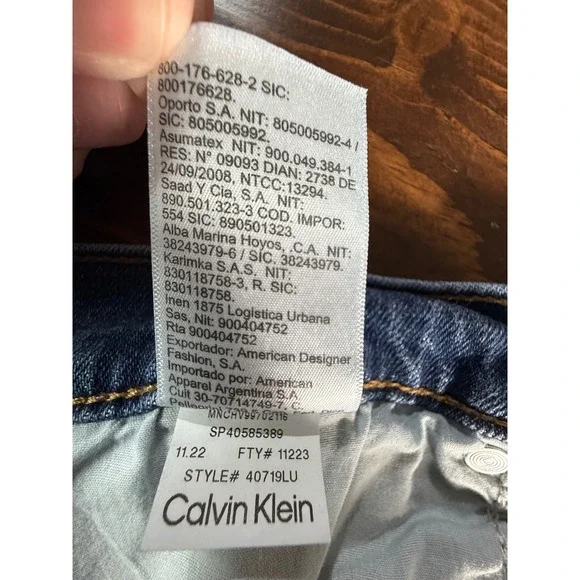 800-176-628-2 SIC:
800176628.
Oporto S.A. NIT: 805005992-4 /
SIC: 805005992.
Asumatex NIT: 900.049.384-1
RES: N° 09093 DIAN: 2738 DE
24/09/2008, NTCC:13294.
Saad Y Cia, S.A. NIT:
890.501.323-3 COD. IMPOR:
554 SIC: 890501323.
Alba Marina Hoyos, .C.A. NIT:
38243979-6 / SIC. 38243979.
Karimka S.A.S. NIT:
830118758-3, R. SIC:
830118758.
Inen 1875 Logistica Urbana
Sas, Nit: 900404752
Rta 900404752
Exportador: American Designer
Fashion, S.A.
Importado por: American
Apparel Argentina S.A
Cuit 30-70714749-7, C.
SP40585389
11.22 FTY# 11223
STYLE# 40719LU
Calvin Klein